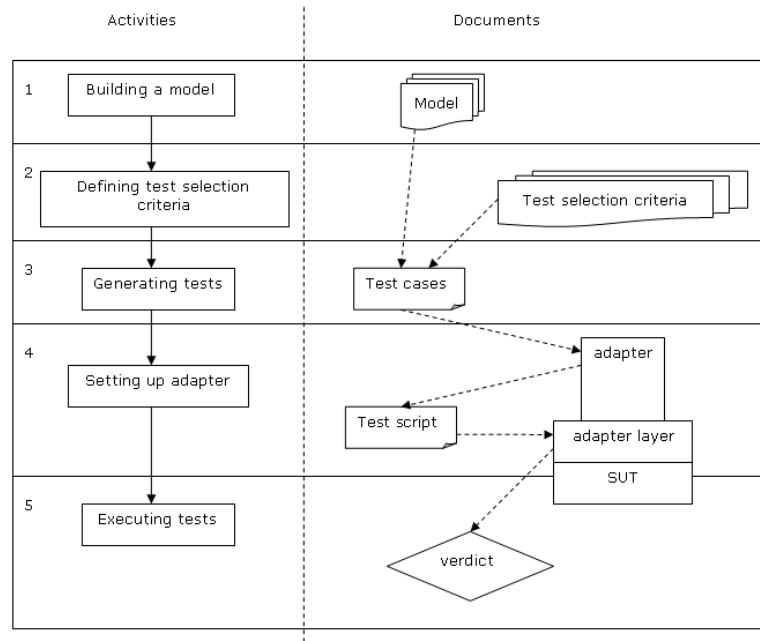 Activities
Documents
1
Building a model
Model
2
Defining test selection
criteria
Test selection criteria
3
Generating tests
Test cases
4
Setting up adapter
adapter
Test script
adapter layer
SUT
5
Executing tests
verdict